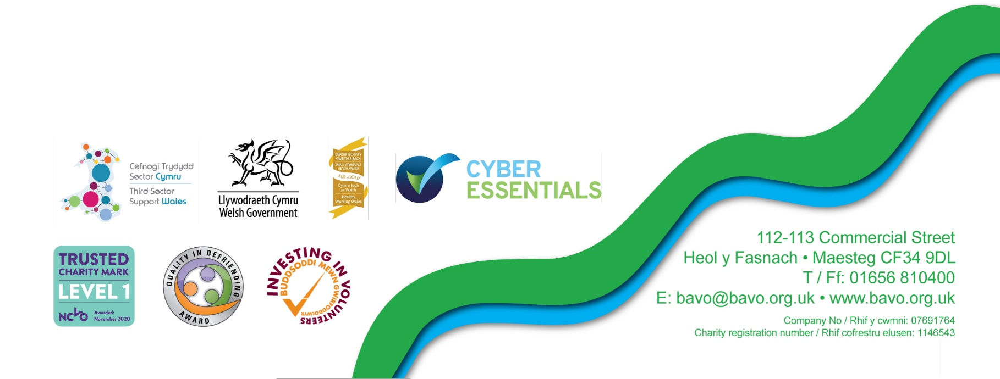 Cefnogi Trydydd
Sector Cymru
Third Sector
Support Wales
Llywodraeth Cymru
Welsh Government
GWOBR IECHYD Y
GWEITHLE BACH
SMALL WORKPLACE
HEALTH AWARD
AUR - GOLD
Cymru Iach
ar Waith
Healthy
Working Wales
CYBER
ESSENTIALS
TRUSTED
CHARITY MARK
LEVEL 1
NCVO
Awarded:
November 2020
QUALITY IN BEFRIENDING
AWARD
INVESTING IN VOLUNTEERS
BUDDSODDI MEWN GWIRFODDOLWYR
112-113 Commercial Street
Heol y Fasnach • Maesteg CF34 9DL
T / Ff: 01656 810400
E: bavo@bavo.org.uk • www.bavo.org.uk
Company No / Rhif y cwmni: 07691764
Charity registration number / Rhif cofrestru elusen: 1146543